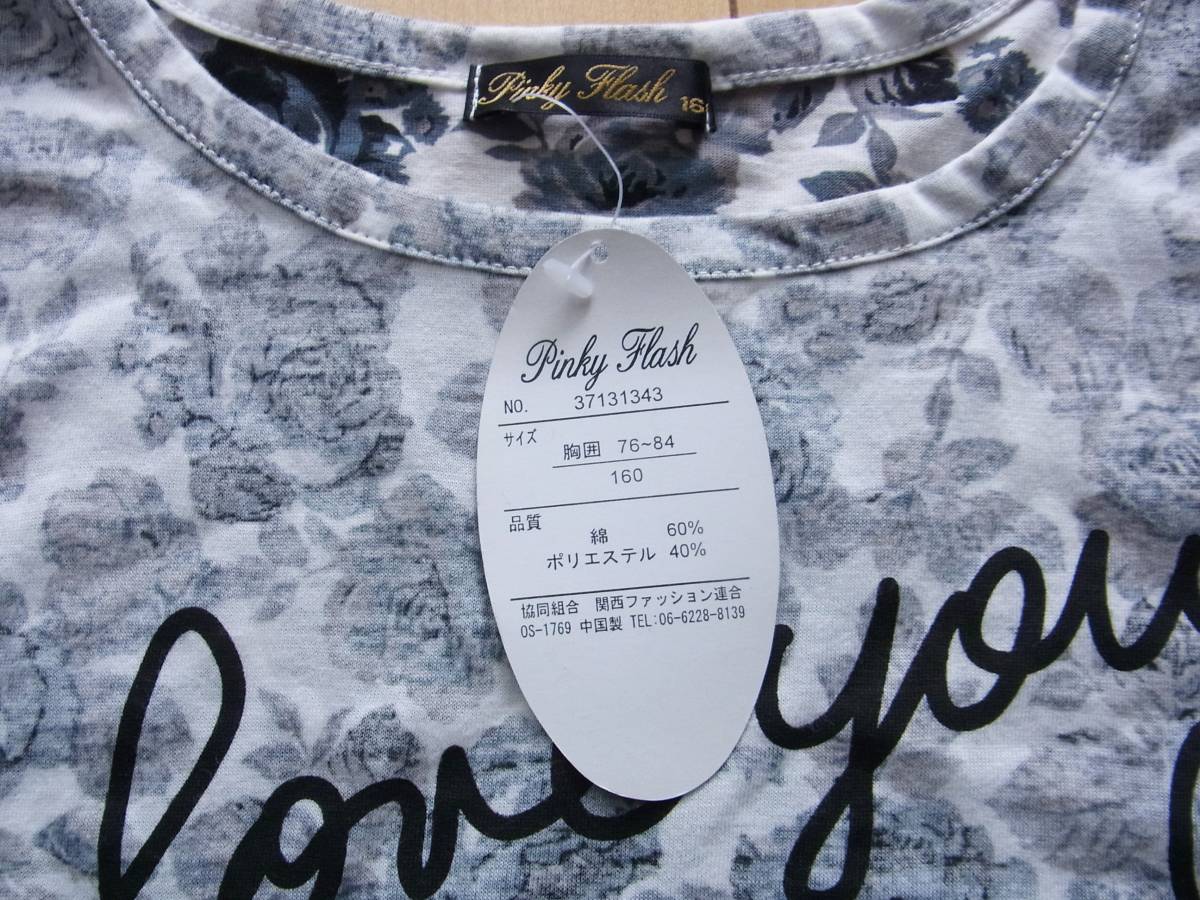 Pinky Flash 16
Pinky Flash
NO. 37131343
サイズ
胸囲 76~84
160
品質
綿 60%
ポリエステル 40%
協同組合 関西ファッション連合
OS-1769 中国製 TEL:06-6228-8139
love you